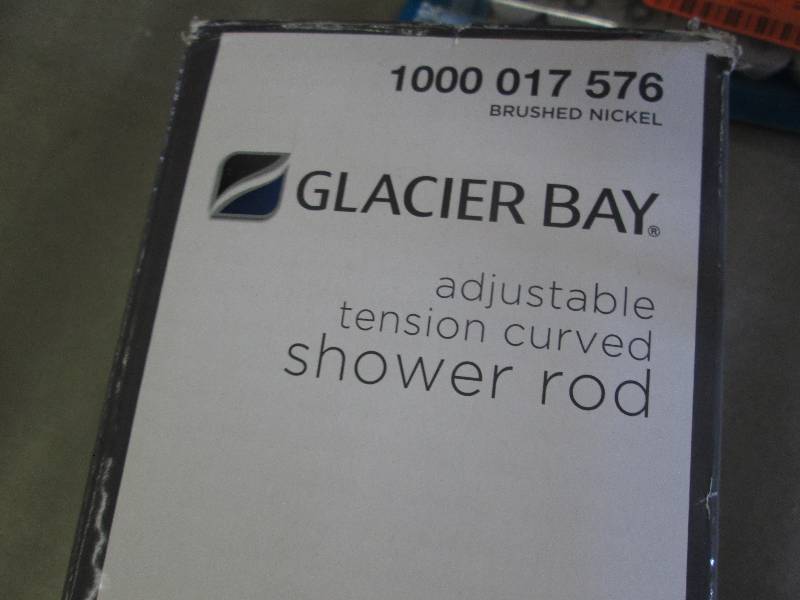 1000 017 576
BRUSHED NICKEL
GLACIER BAY®
adjustable
tension curved
shower rod